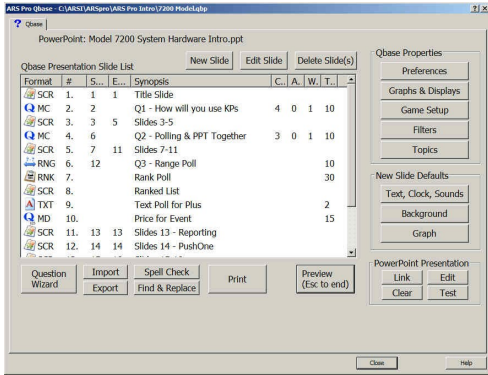 ARS Pro Qbase - C:\ARSI\ARSpro\ARS Pro Intro\7200 Model.qbp
? X
? Qbase
PowerPoint: Model 7200 System Hardware Intro.ppt
New Slide Edit Slide Delete Slide(s)
Qbase Presentation Slide List
Format # S... E... Synopsis C.. A. W. T..
SCR 1. 1 1 Title Slide
Q MC 2. 2 Q1 - How will you use KPs 4 0 1 10
SCR 3. 3 5 Slides 3-5
Q MC 4. 6 Q2 - Polling & PPT Together 3 0 1 10
SCR 5. 7 11 Slides 7-11
RNG 6. 12 Q3 - Range Poll 10
RNK 7. Rank Poll 30
SCR 8. Ranked List
A TXT 9. Text Poll for Plus 2
Q MD 10. Price for Event 15
SCR 11. 13 13 Slides 13 - Reporting
SCR 12. 14 14 Slides 14 - PushOne
Question Wizard
Import
Export
Spell Check
Find & Replace
Print
Preview
(Esc to end)
Qbase Properties
Preferences
Graphs & Displays
Game Setup
Filters
Topics
New Slide Defaults
Text, Clock, Sounds
Background
Graph
PowerPoint Presentation
Link Edit
Clear Test
Close Help